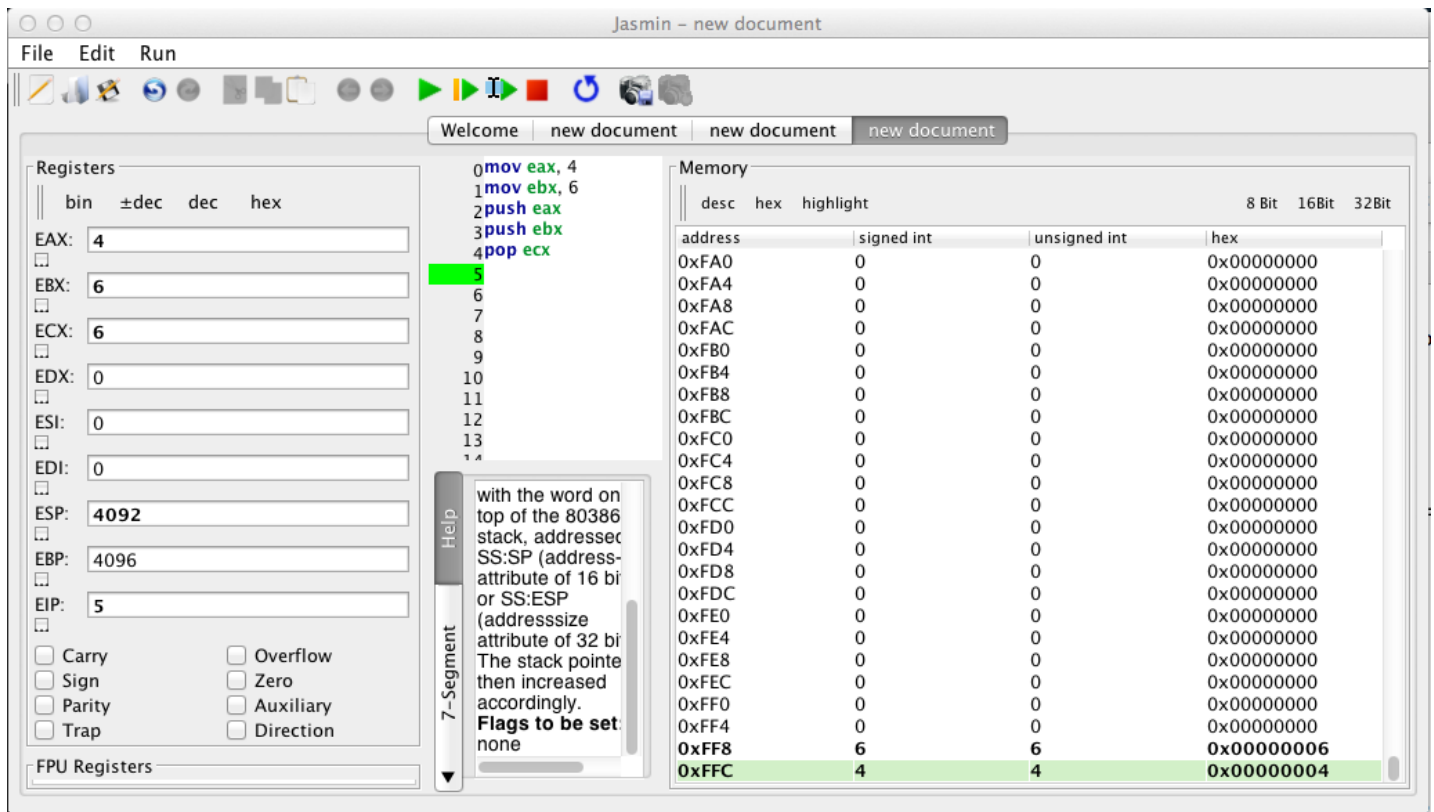 Jasmin – new document
File Edit Run
Welcome new document new document new document
Registers
bin ±dec dec hex
EAX: 4
EBX: 6
ECX: 6
EDX: 0
ESI: 0
EDI: 0
ESP: 4092
EBP: 4096
EIP: 5
Carry Overflow
Sign Zero
Parity Auxiliary
Trap Direction
FPU Registers
0 mov eax, 4
1 mov ebx, 6
2 push eax
3 push ebx
4 pop ecx
5
6
7
8
9
10
11
12
13
14
Help
7-Segment
with the word on
top of the 80386
stack, addressed
SS:SP (address-
attribute of 16 bi
or SS:ESP
(addresssize
attribute of 32 bi
The stack pointe
then increased
accordingly.
Flags to be set:
none
Memory
desc hex highlight 8 Bit 16Bit 32Bit
address signed int unsigned int hex
0xFA0 0 0 0x00000000
0xFA4 0 0 0x00000000
0xFA8 0 0 0x00000000
0xFAC 0 0 0x00000000
0xFB0 0 0 0x00000000
0xFB4 0 0 0x00000000
0xFB8 0 0 0x00000000
0xFBC 0 0 0x00000000
0xFC0 0 0 0x00000000
0xFC4 0 0 0x00000000
0xFC8 0 0 0x00000000
0xFCC 0 0 0x00000000
0xFD0 0 0 0x00000000
0xFD4 0 0 0x00000000
0xFD8 0 0 0x00000000
0xFDC 0 0 0x00000000
0xFE0 0 0 0x00000000
0xFE4 0 0 0x00000000
0xFE8 0 0 0x00000000
0xFEC 0 0 0x00000000
0xFF0 0 0 0x00000000
0xFF4 0 0 0x00000000
0xFF8 6 6 0x00000006
0xFFC 4 4 0x00000004